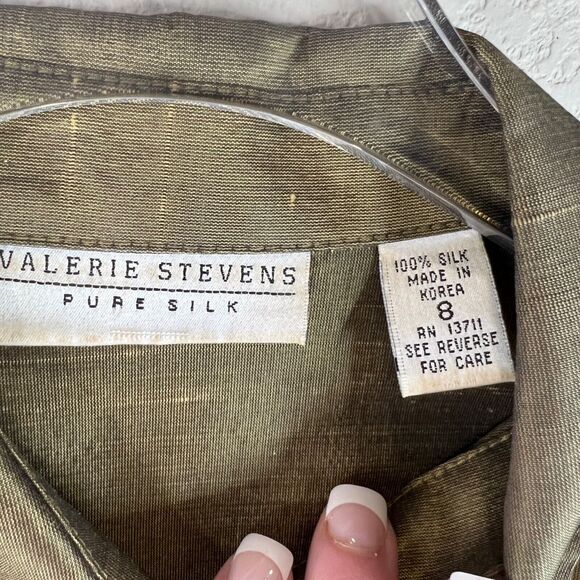 VALERIE STEVENS
PURE SILK
100% SILK
MADE IN
KOREA
8
RN 13711
SEE REVERSE
FOR CARE